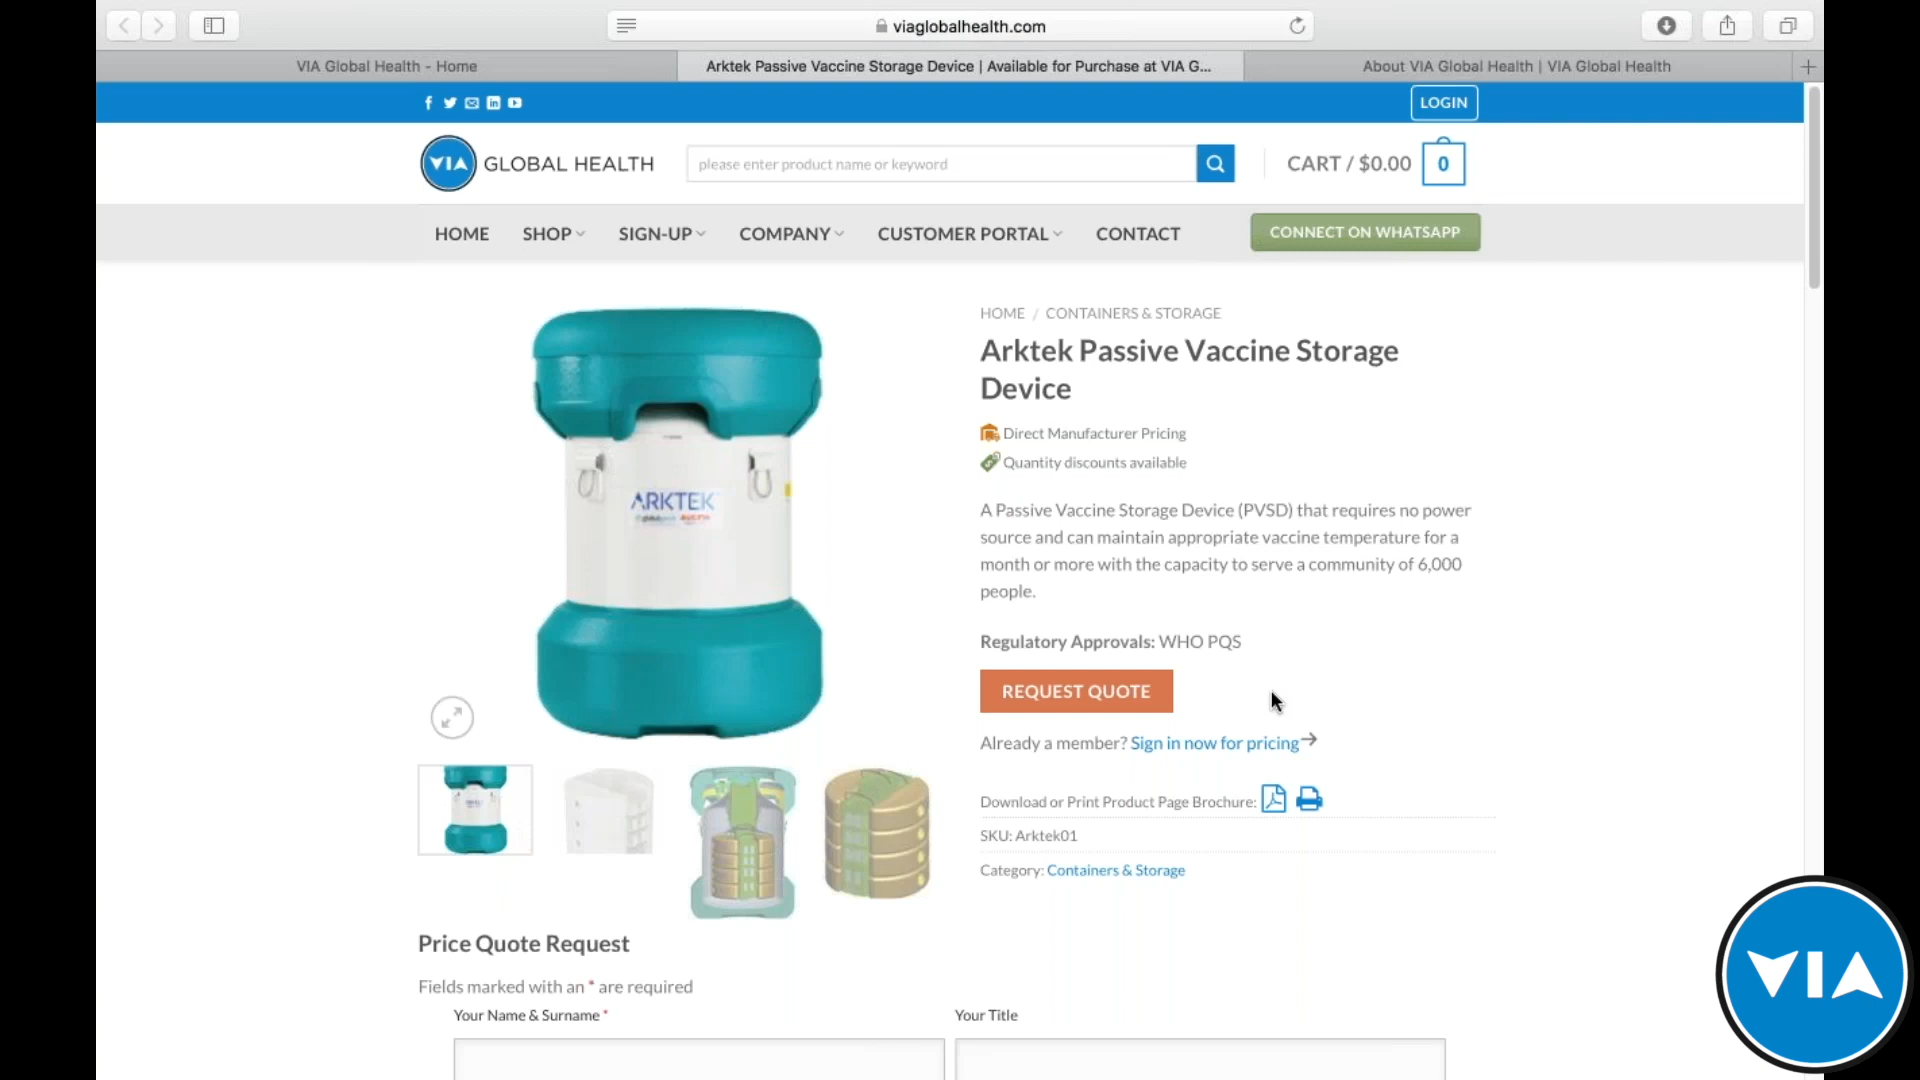 viaglobalhealth.com
VIA Global Health - Home
Arktek Passive Vaccine Storage Device | Available for Purchase at VIA G...
About VIA Global Health | VIA Global Health
LOGIN
VIA GLOBAL HEALTH
please enter product name or keyword
CART / $0.00 0
HOME SHOP SIGN-UP COMPANY CUSTOMER PORTAL CONTACT CONNECT ON WHATSAPP
HOME / CONTAINERS & STORAGE
Arktek Passive Vaccine Storage
Device
Direct Manufacturer Pricing
Quantity discounts available
ARKTEK
A Passive Vaccine Storage Device (PVSD) that requires no power
source and can maintain appropriate vaccine temperature for a
month or more with the capacity to serve a community of 6,000
people.
Regulatory Approvals: WHO PQS
REQUEST QUOTE
Already a member? Sign in now for pricing
Download or Print Product Page Brochure:
SKU: Arktek01
Category: Containers & Storage
Price Quote Request
Fields marked with an * are required
Your Name & Surname *
Your Title
VIA